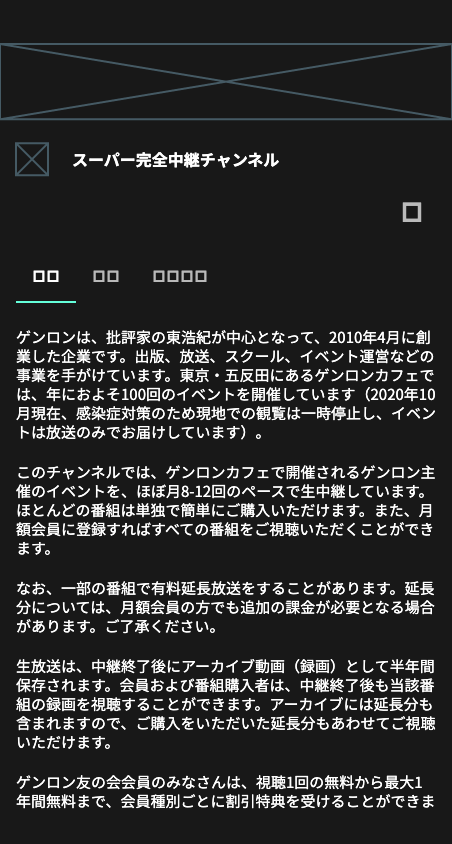 スーパー完全中継チャンネル
ゲンロンは、批評家の東浩紀が中心となって、2010年4月に創
業した企業です。出版、放送、スクール、イベント運営などの
事業を手がけています。東京・五反田にあるゲンロンカフェで
は、年におよそ100回のイベントを開催しています（2020年10
月現在、感染症対策のため現地での観覧は一時停止し、イベン
トは放送のみでお届けしています）。
このチャンネルでは、ゲンロンカフェで開催されるゲンロン主
催のイベントを、ほぼ月8-12回のペースで生中継しています。
ほとんどの番組は単独で簡単にご購入いただけます。また、月
額会員に登録すればすべての番組をご視聴いただくことができ
ます。
なお、一部の番組で有料延長放送をすることがあります。延長
分については、月額会員の方でも追加の課金が必要となる場合
があります。ご了承ください。
生放送は、中継終了後にアーカイブ動画（録画）として半年間
保存されます。会員および番組購入者は、中継終了後も当該番
組の録画を視聴することができます。アーカイブには延長分も
含まれますので、ご購入をいただいた延長分もあわせてご視聴
いただけます。
ゲンロン友の会会員のみなさんは、視聴1回の無料から最大1
年間無料まで、会員種別ごとに割引特典を受けることができま